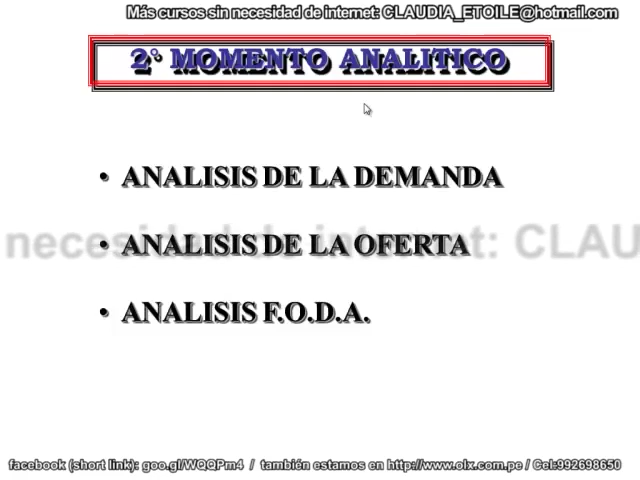 Más cursos sin necesidad de internet: CLAUDIA_ETOILE@hotmail.com
2° MOMENTO ANALITICO
• ANALISIS DE LA DEMANDA
necesidad de internet: CLAU
• ANALISIS DE LA OFERTA
• ANALISIS F.O.D.A.
facebook (short link): goo.gl/WQQPm4 / también estamos en http://www.olx.com.pe / Cel:992698650